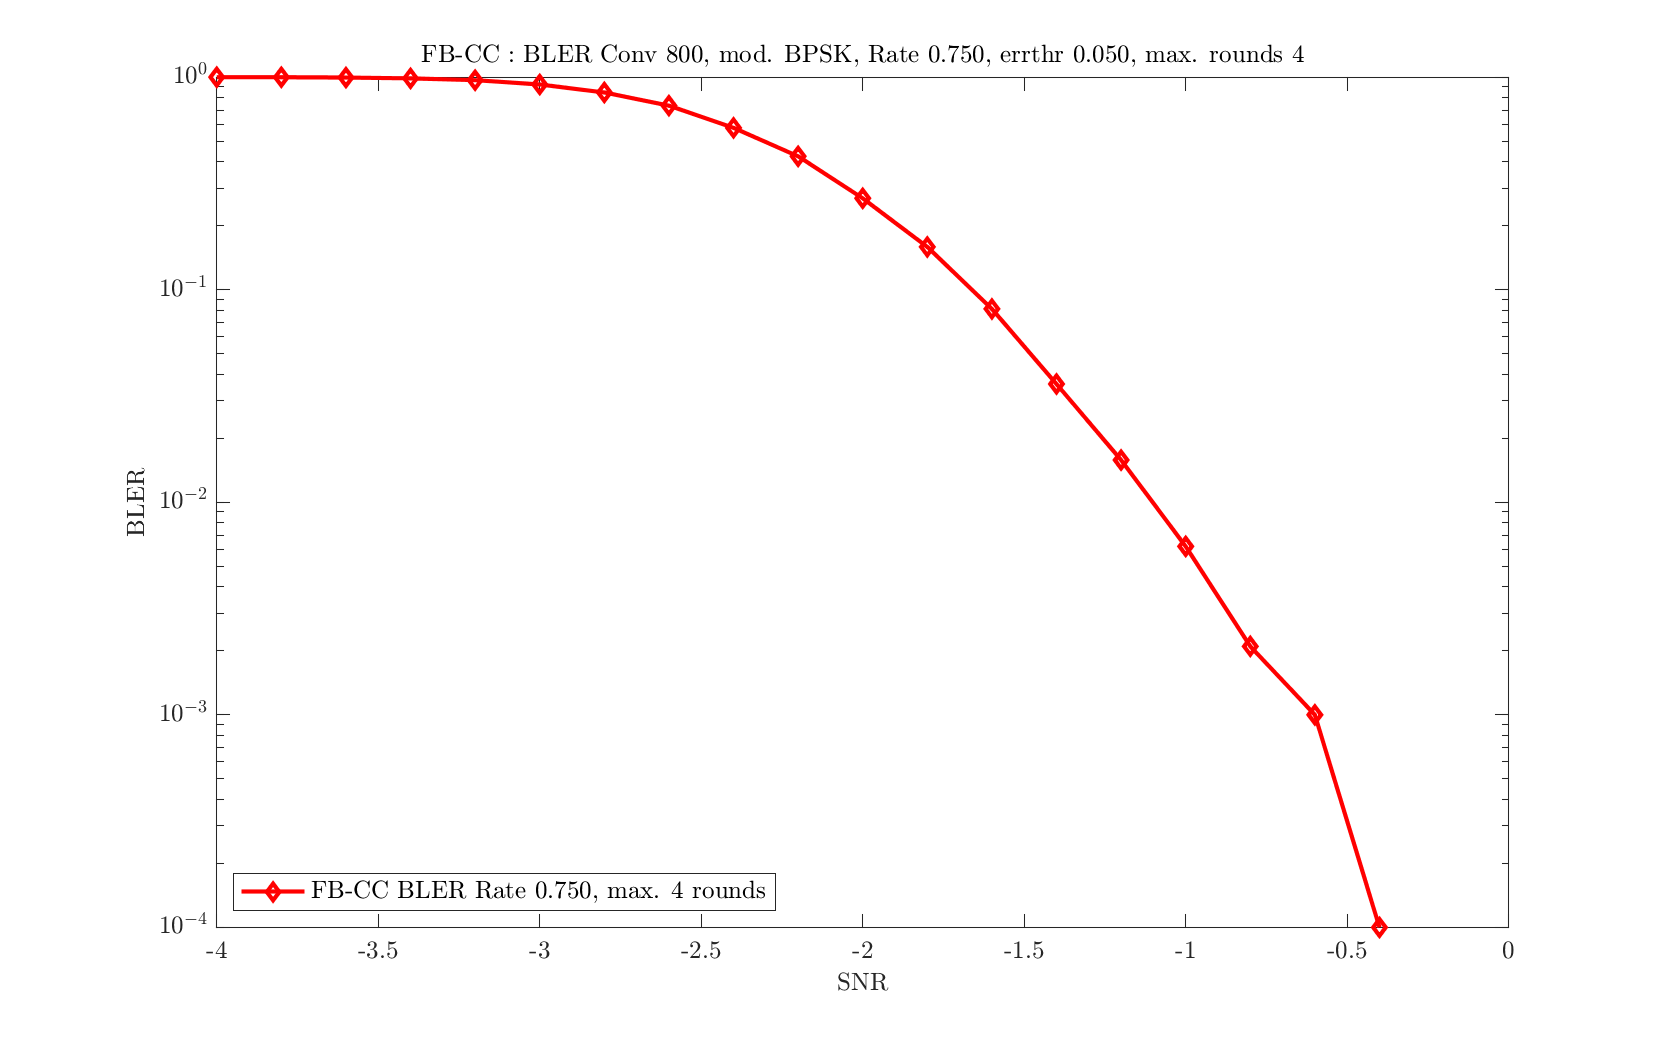 FB-CC : BLER Conv 800, mod. BPSK, Rate 0.750, errthr 0.050, max. rounds 4
10^0
10^−1
10^−2
10^−3
10^−4
BLER
FB-CC BLER Rate 0.750, max. 4 rounds
-4 -3.5 -3 -2.5 -2 -1.5 -1 -0.5 0
SNR